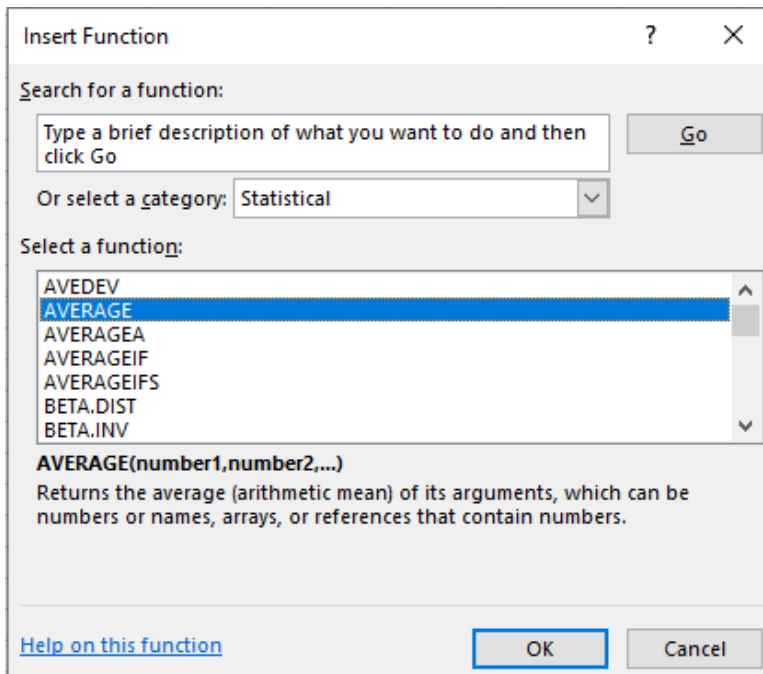 Insert Function ?
Search for a function:
Type a brief description of what you want to do and then
click Go
Go
Or select a category: Statistical
Select a function:
AVEDEV
AVERAGE
AVERAGEA
AVERAGEIF
AVERAGEIFS
BETA.DIST
BETA.INV
AVERAGE(number1,number2,...)
Returns the average (arithmetic mean) of its arguments, which can be
numbers or names, arrays, or references that contain numbers.
Help on this function OK Cancel